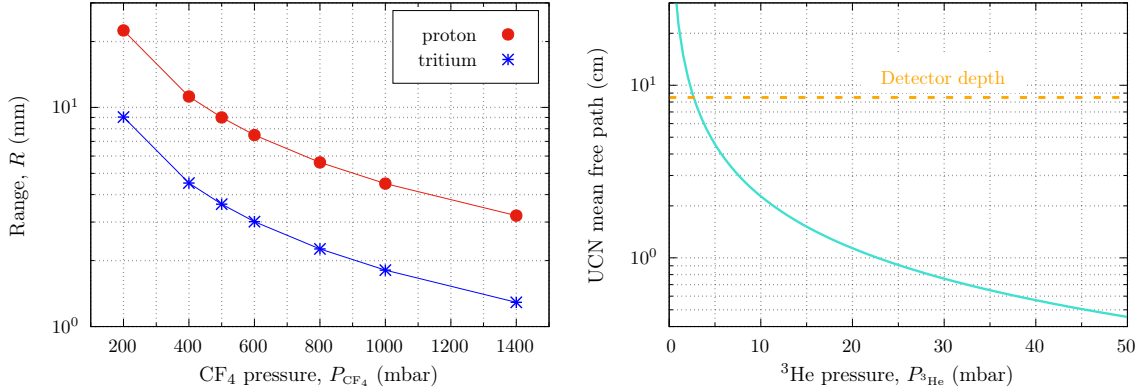 Range, R (mm)
10¹
10⁰
proton
tritium
200 400 600 800 1000 1200 1400
CF₄ pressure, P_CF₄ (mbar)
UCN mean free path (cm)
10¹
10⁰
Detector depth
0 10 20 30 40 50
³He pressure, P_³He (mbar)